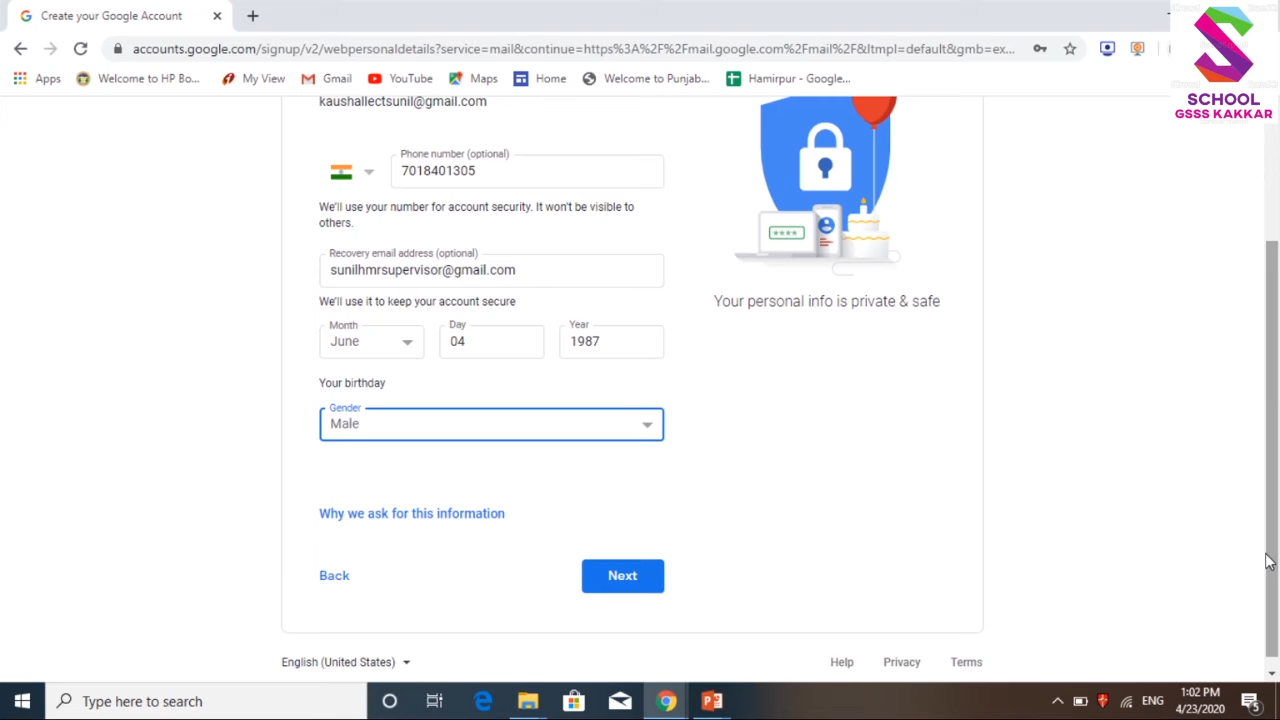 Create your Google Account
accounts.google.com/signup/v2/webpersonaldetails?service=mail&continue=https%3A%2F%2Fmail.google.com%2Fmail%2F&ltmpl=default&gmb=ex...
Apps
Welcome to HP Bo...
My View
Gmail
YouTube
Maps
Home
Welcome to Punjab...
Hamirpur - Google...
SCHOOL
GSSS KAKKAR
kaushallectsunil@gmail.com
Phone number (optional)
7018401305
We'll use your number for account security. It won't be visible to
others.
Recovery email address (optional)
sunilhmrsupervisor@gmail.com
We'll use it to keep your account secure
Your personal info is private & safe
Month
Day
Year
June
04
1987
Your birthday
Gender
Male
Why we ask for this information
Back
Next
English (United States)
Help
Privacy
Terms
Type here to search
ENG
1:02 PM
4/23/2020
5